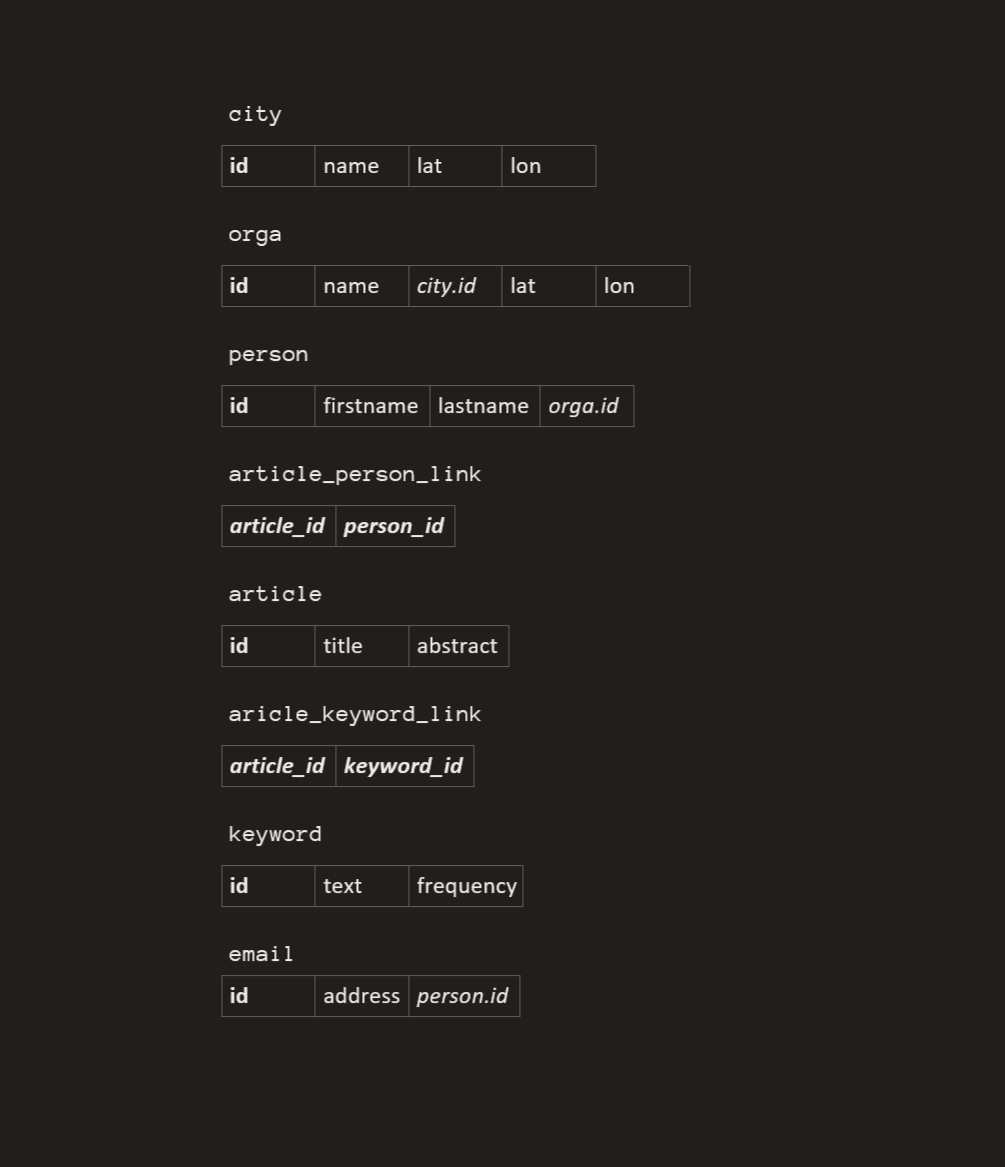 city
id name lat lon
orga
id name city.id lat lon
person
id firstname lastname orga.id
article_person_link
article_id person_id
article
id title abstract
aricle_keyword_link
article_id keyword_id
keyword
id text frequency
email
id address person.id